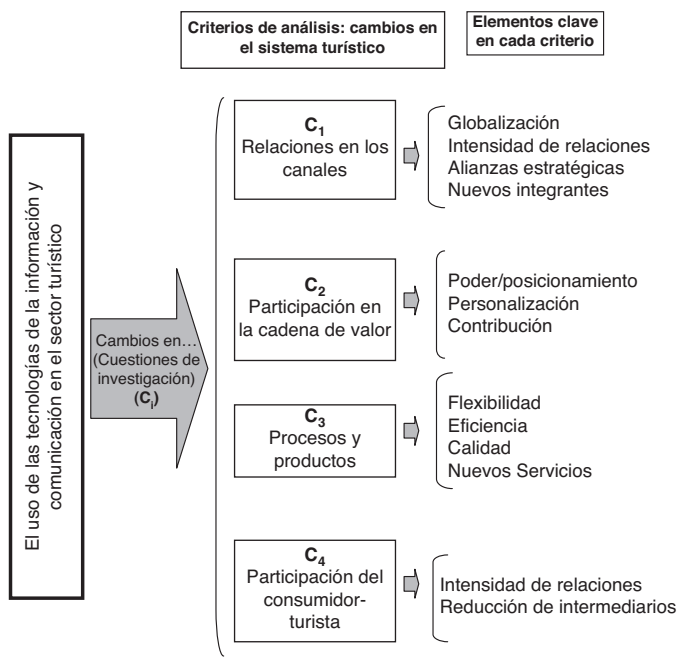 Criterios de análisis: cambios en
el sistema turístico
Elementos clave
en cada criterio
El uso de las tecnologías de la información y
comunicación en el sector turístico
Cambios en…
(Cuestiones de
investigación)
(Ci)
C1
Relaciones en los
canales
Globalización
Intensidad de relaciones
Alianzas estratégicas
Nuevos integrantes
C2
Participación en
la cadena de valor
Poder/posicionamiento
Personalización
Contribución
C3
Procesos y
productos
Flexibilidad
Eficiencia
Calidad
Nuevos Servicios
C4
Participación del
consumidor-
turista
Intensidad de relaciones
Reducción de intermediarios